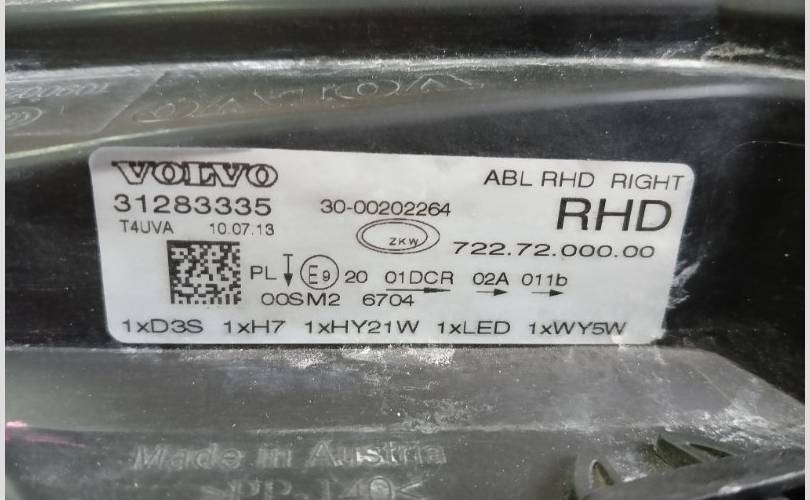 VOLVO
ABL RHD RIGHT
31283335
30-00202264
RHD
T4UVA 10.07.13
ZKW
722.72.000.00
PL E9 20 01DCR 02A 011b
00SM2 6704
1xD3S 1xH7 1xHY21W 1xLED 1xWY5W
Made in Austria